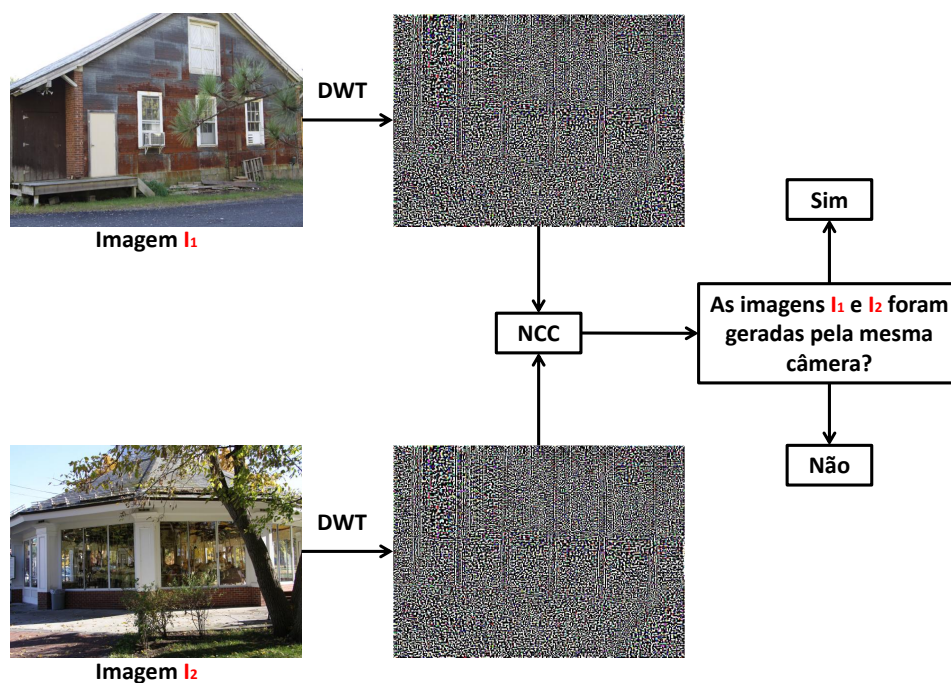 DWT
Imagem I₁
Sim
NCC
As imagens I₁ e I₂ foram
geradas pela mesma
câmera?
Não
DWT
Imagem I₂